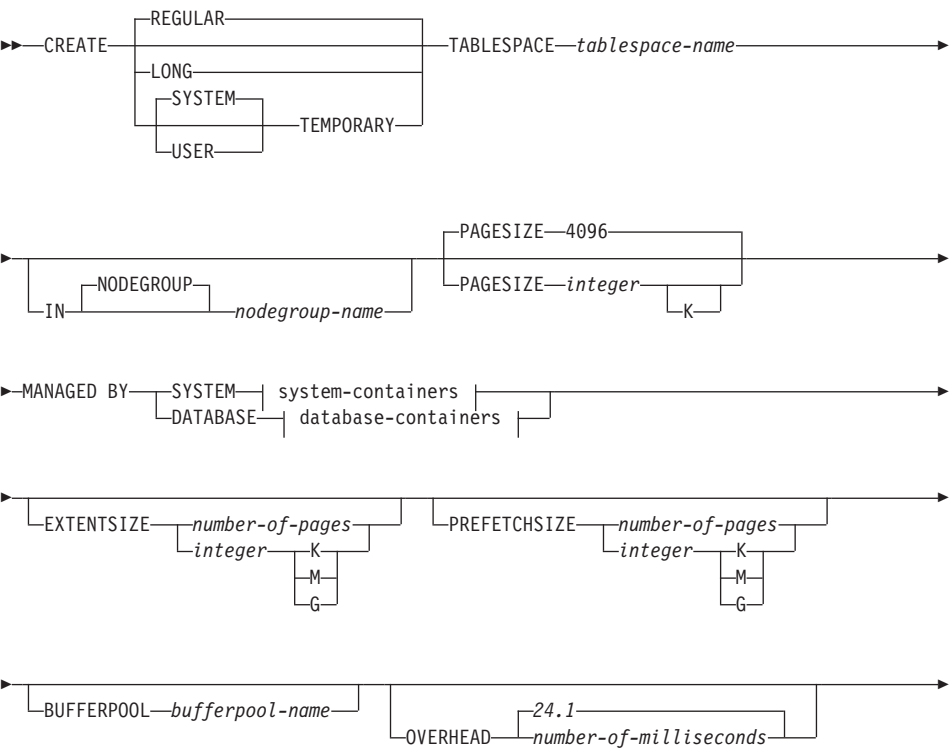 REGULAR
CREATE TABLESPACE tablespace-name
LONG
SYSTEM
TEMPORARY
USER
PAGESIZE 4096
NODEGROUP PAGESIZE integer
IN nodegroup-name K
MANAGED BY SYSTEM system-containers
DATABASE database-containers
EXTENTSIZE number-of-pages PREFETCHSIZE number-of-pages
integer K integer K
M M
G G
BUFFERPOOL bufferpool-name 24.1
OVERHEAD number-of-milliseconds